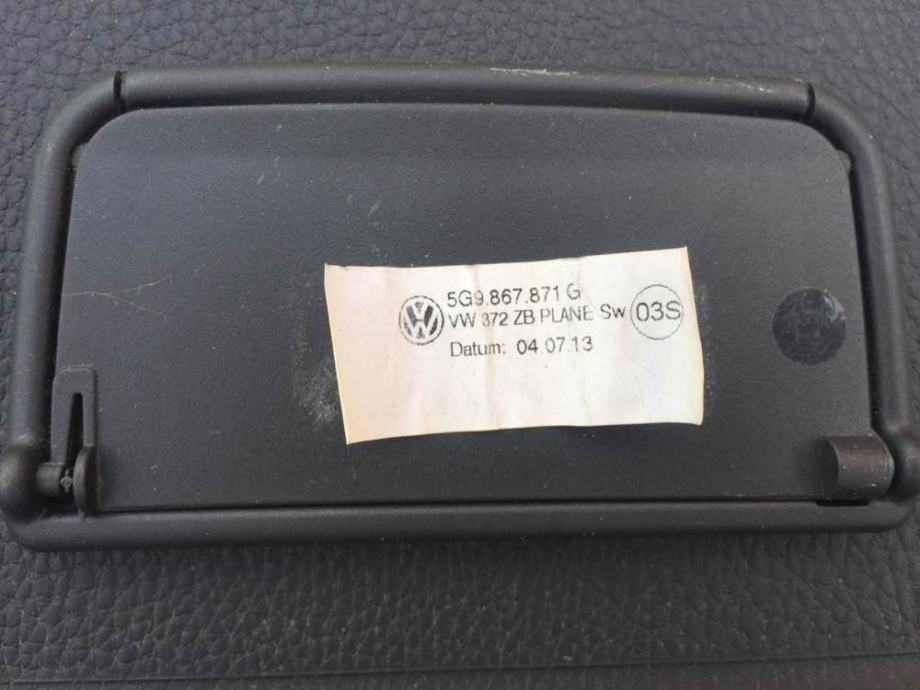 5G9.867.871 G
VW 372 ZB PLANE Sw 03S
Datum: 04.07.13